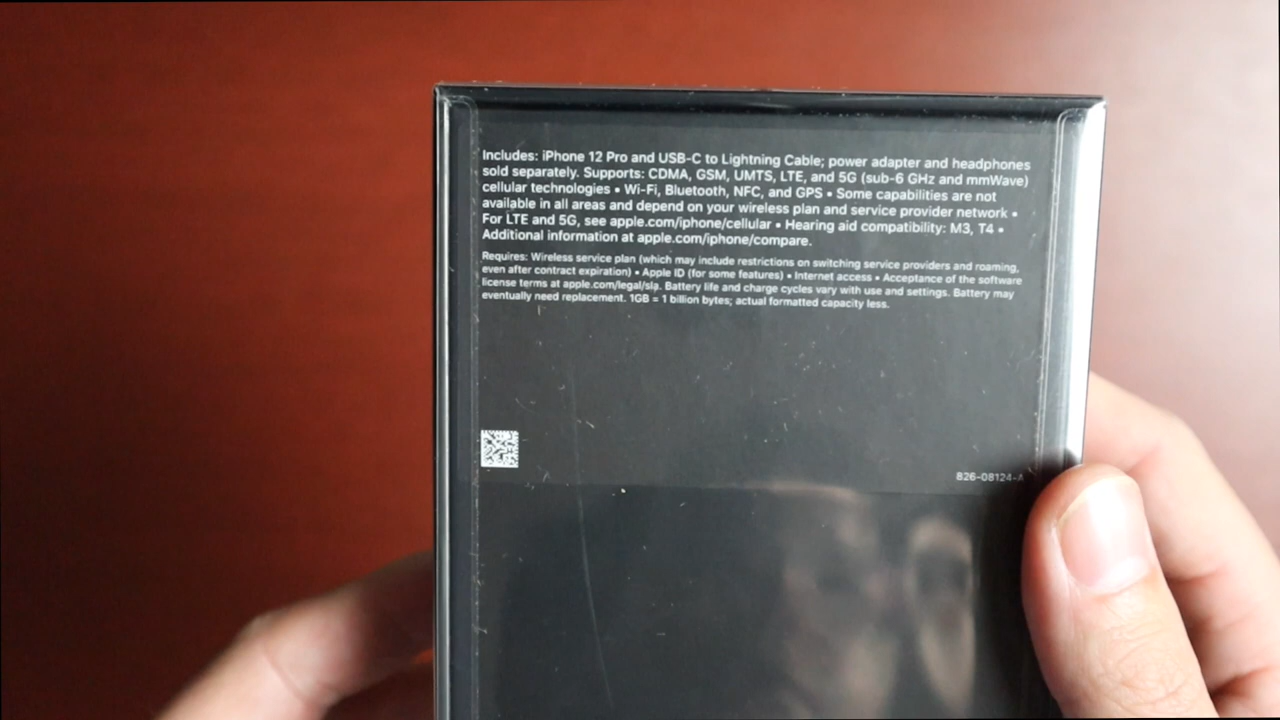 Includes: iPhone 12 Pro and USB-C to Lightning Cable; power adapter and headphones
sold separately. Supports: CDMA, GSM, UMTS, LTE, and 5G (sub-6 GHz and mmWave)
cellular technologies • Wi-Fi, Bluetooth, NFC, and GPS • Some capabilities are not
available in all areas and depend on your wireless plan and service provider network •
For LTE and 5G, see apple.com/iphone/cellular • Hearing aid compatibility: M3, T4 •
Additional information at apple.com/iphone/compare.
Requires: Wireless service plan (which may include restrictions on switching service providers and roaming,
even after contract expiration) • Apple ID (for some features) • Internet access • Acceptance of the software
license terms at apple.com/legal/sla. Battery life and charge cycles vary with use and settings. Battery may
eventually need replacement. 1GB = 1 billion bytes; actual formatted capacity less.
826-08124-A